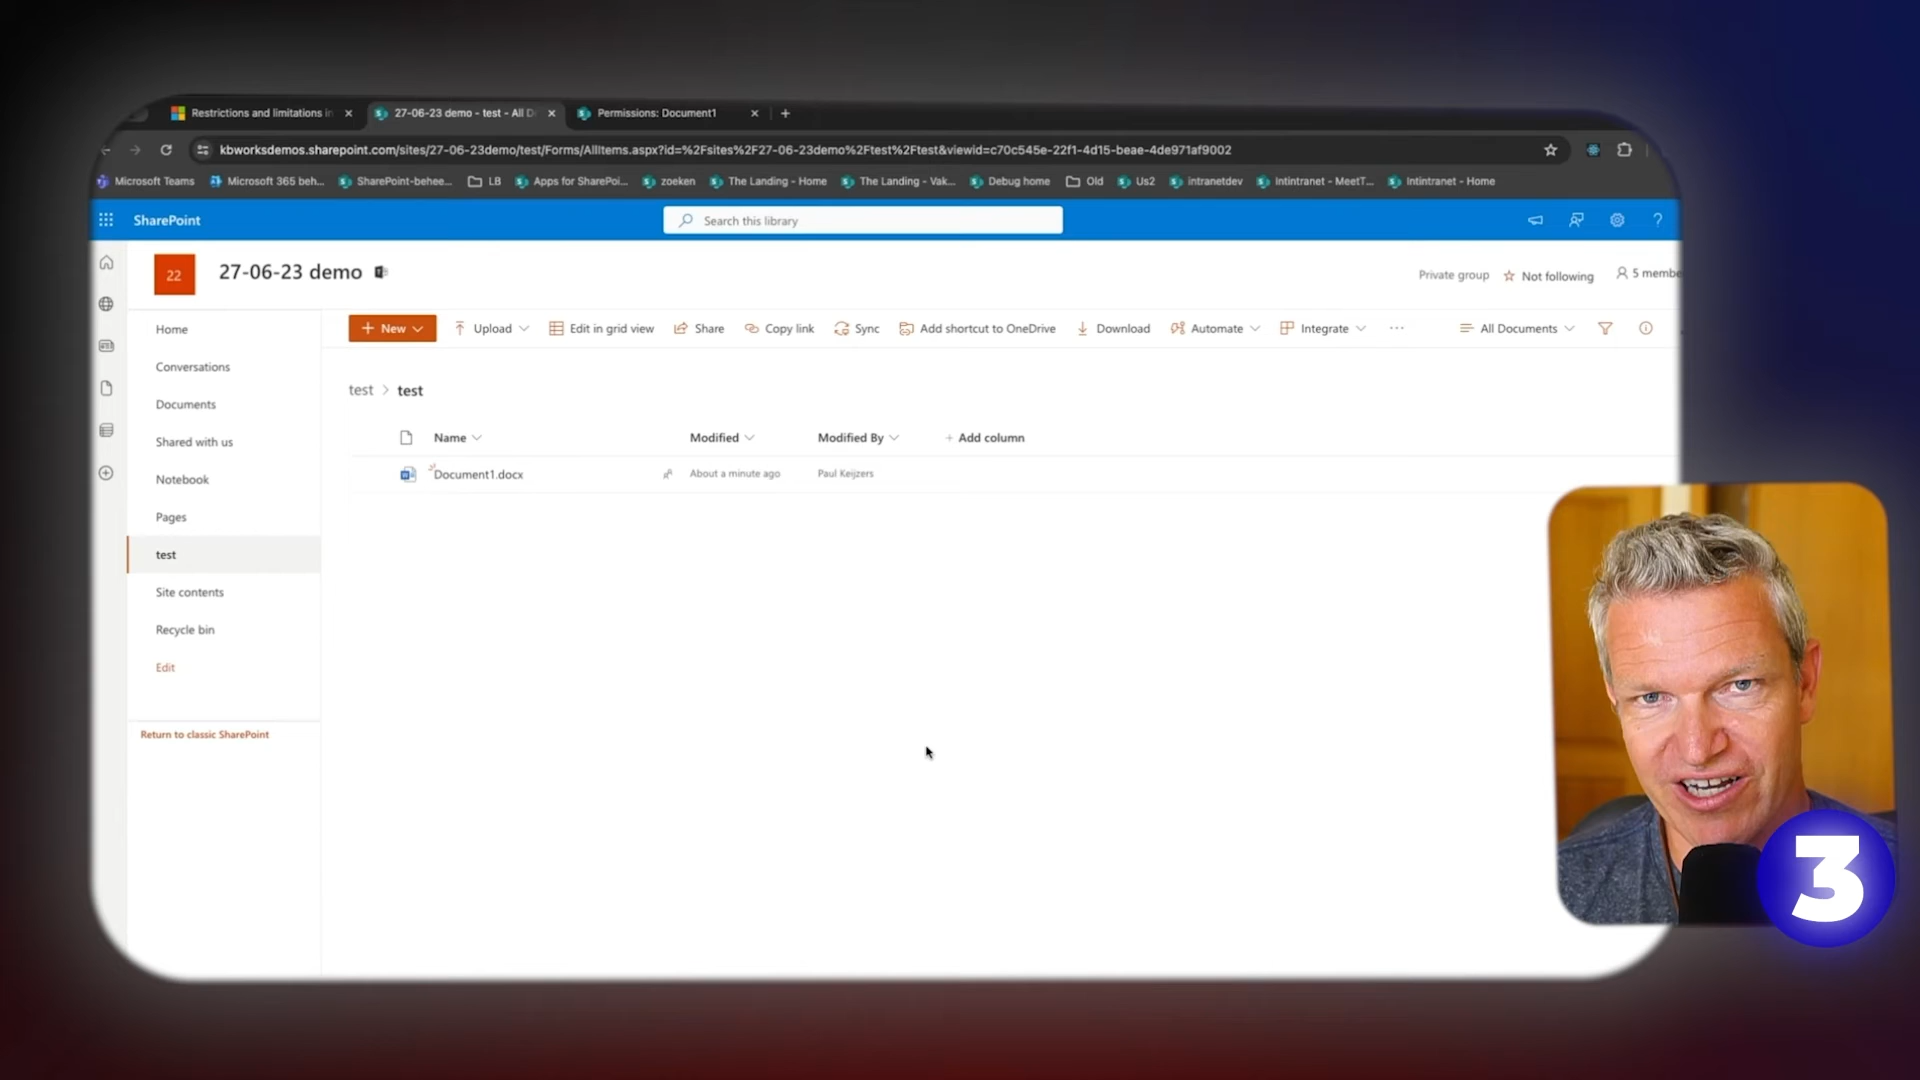 Restrictions and limitations in
27-06-23 demo - test - All D
Permissions: Document1
kbworksdemos.sharepoint.com/sites/27-06-23demo/test/Forms/AllItems.aspx?id=%2Fsites%2F27-06-23demo%2Ftest%2Ftest&viewid=c70c545e-22f1-4d15-beae-4de971af9002
Microsoft Teams
Microsoft 365 beh...
SharePoint-behee...
LB
Apps for SharePoi...
zoeken
The Landing - Home
The Landing - Vak...
Debug home
Old
Us2
intranetdev
Intintranet - MeetT...
Intintranet - Home
SharePoint
Search this library
?
22
27-06-23 demo
Private group
Not following
5 membe
Home
Conversations
Documents
Shared with us
Notebook
Pages
test
Site contents
Recycle bin
Edit
Return to classic SharePoint
+ New
Upload
Edit in grid view
Share
Copy link
Sync
Add shortcut to OneDrive
Download
Automate
Integrate
...
All Documents
test > test
Name
Modified
Modified By
+ Add column
Document1.docx
About a minute ago
Paul Keijzers
3